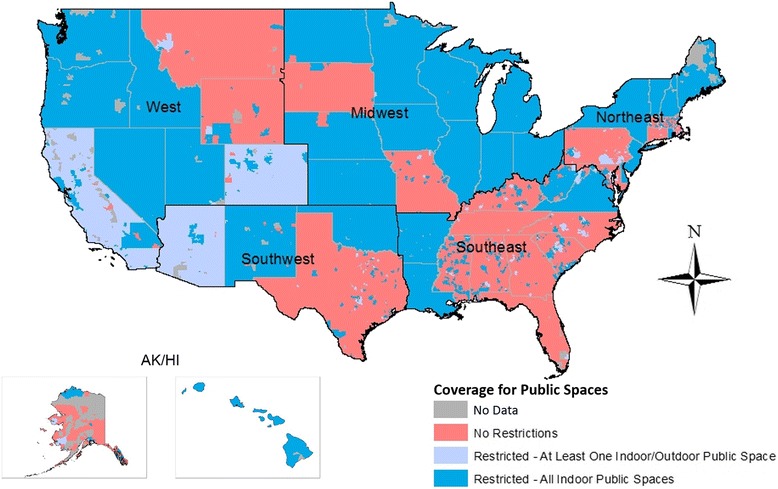 West
Midwest
Northeast
Southwest
Southeast
N
AK/HI
Coverage for Public Spaces
No Data
No Restrictions
Restricted - At Least One Indoor/Outdoor Public Space
Restricted - All Indoor Public Spaces